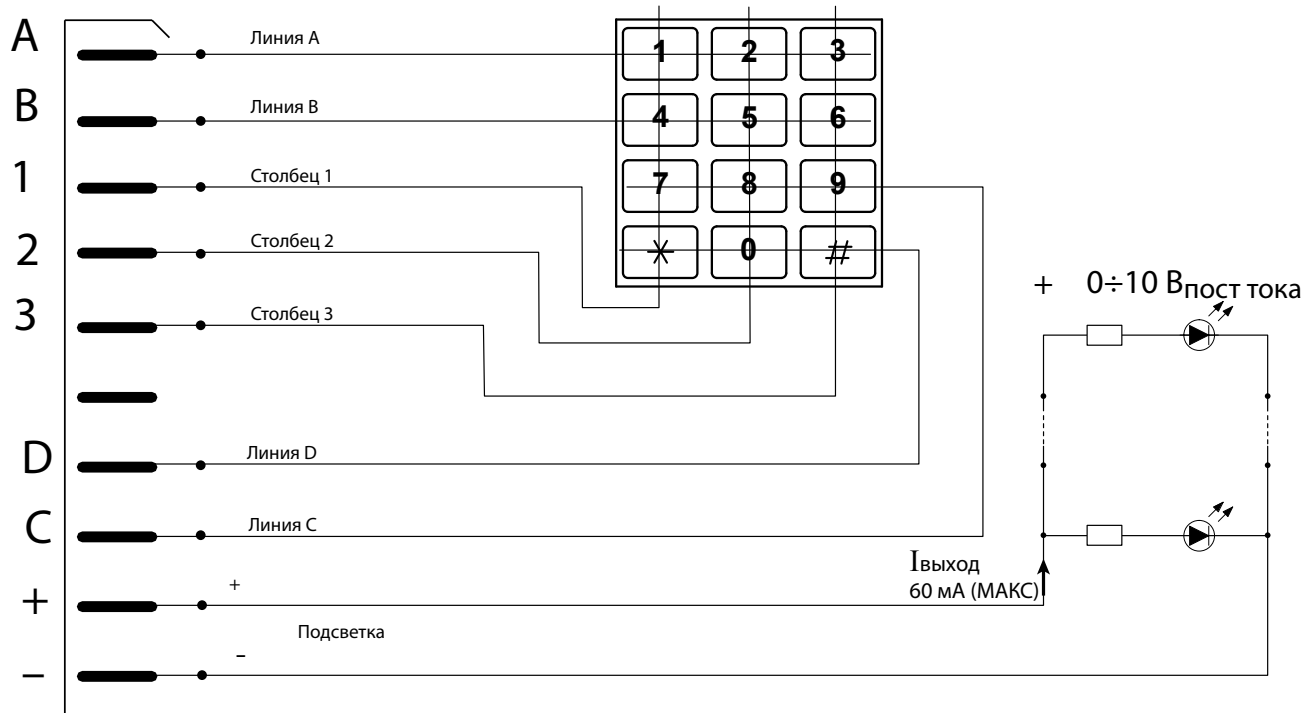 A
Линия A
1 2 3
B
Линия B
4 5 6
1
Столбец 1
7 8 9
2
Столбец 2
* 0 #
3
Столбец 3
+ 0÷10 Впост тока
D
Линия D
C
Линия C
Iвыход
60 мА (МАКС)
+
+
Подсветка
–
–